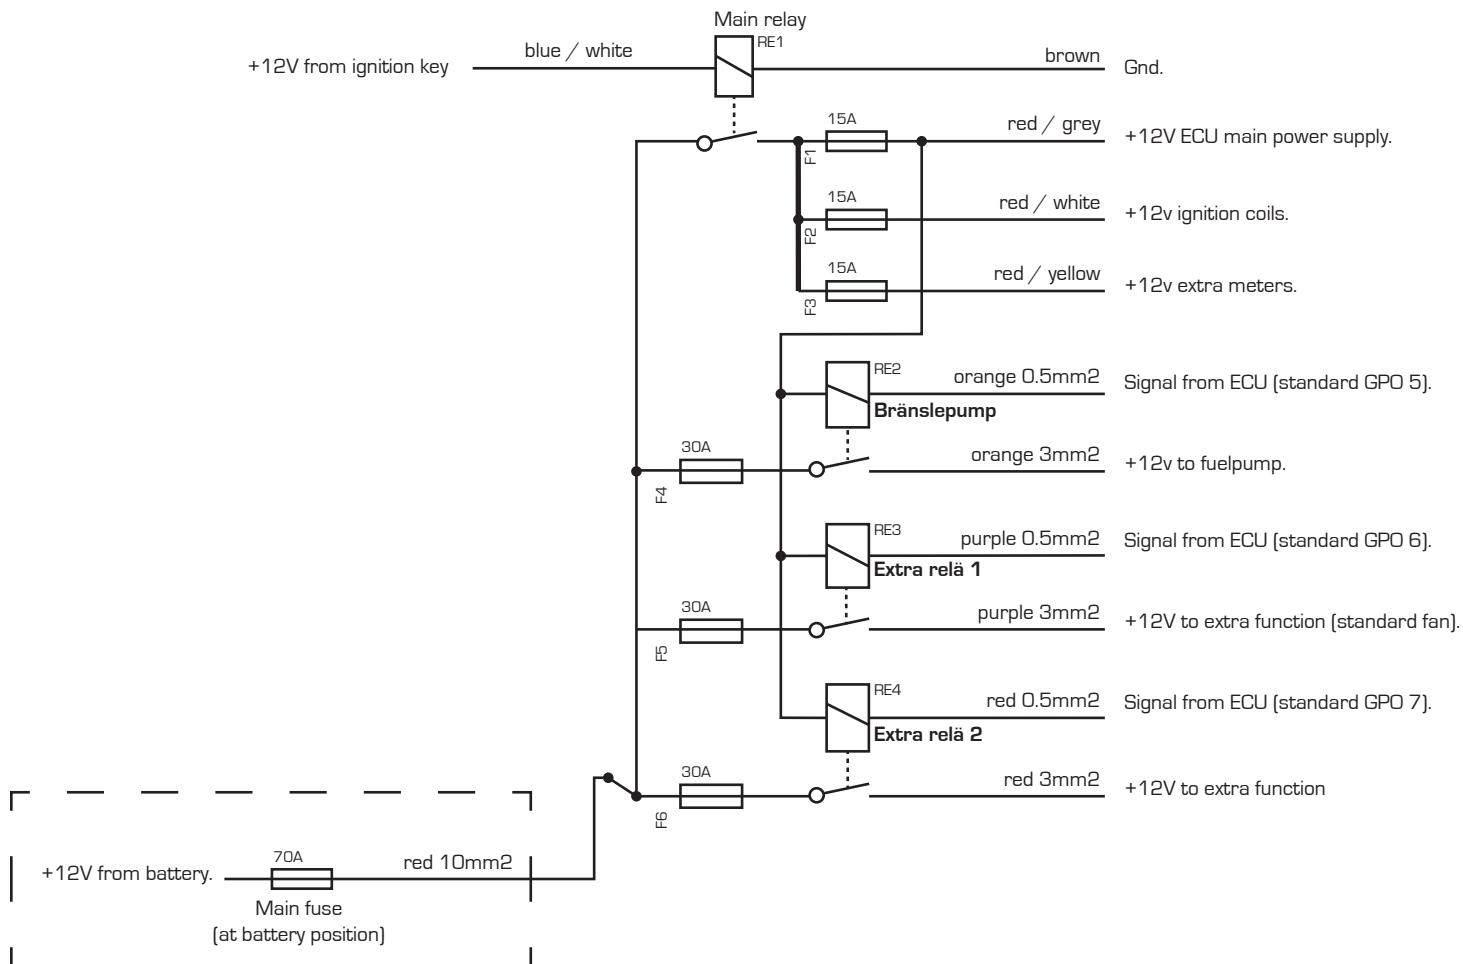 Main relay
RE1
blue / white
+12V from ignition key
brown
Gnd.
15A
F1
red / grey
+12V ECU main power supply.
15A
F2
red / white
+12v ignition coils.
15A
F3
red / yellow
+12v extra meters.
RE2
orange 0.5mm2
Signal from ECU (standard GPO 5).
Bränslepump
30A
F4
orange 3mm2
+12v to fuelpump.
RE3
purple 0.5mm2
Signal from ECU (standard GPO 6).
Extra relä 1
30A
F5
purple 3mm2
+12V to extra function (standard fan).
RE4
red 0.5mm2
Signal from ECU (standard GPO 7).
Extra relä 2
30A
F6
red 3mm2
+12V to extra function
70A
red 10mm2
+12V from battery.
Main fuse
(at battery position)